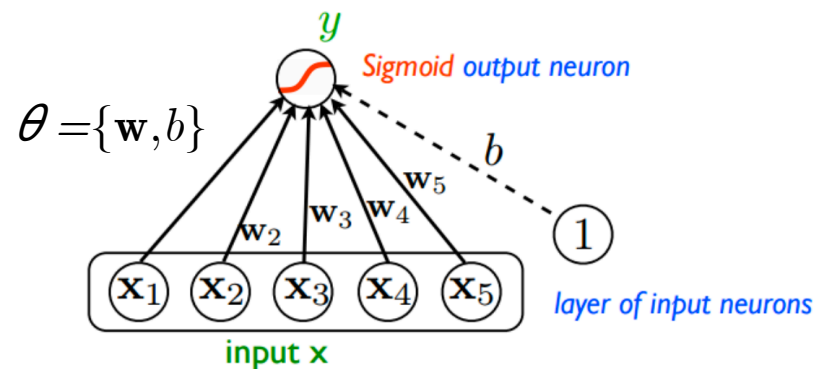 y
Sigmoid output neuron
θ = {w, b}
b
w₂ w₃ w₄ w₅
1
x₁ x₂ x₃ x₄ x₅
layer of input neurons
input x